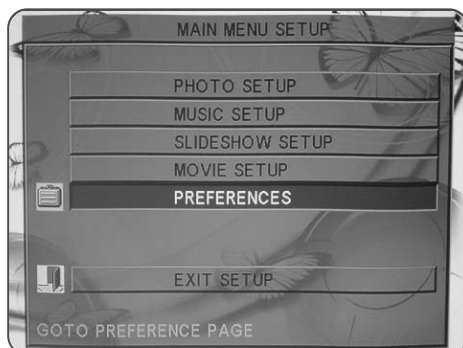 MAIN MENU SETUP
PHOTO SETUP
MUSIC SETUP
SLIDESHOW SETUP
MOVIE SETUP
PREFERENCES
EXIT SETUP
GOTO PREFERENCE PAGE